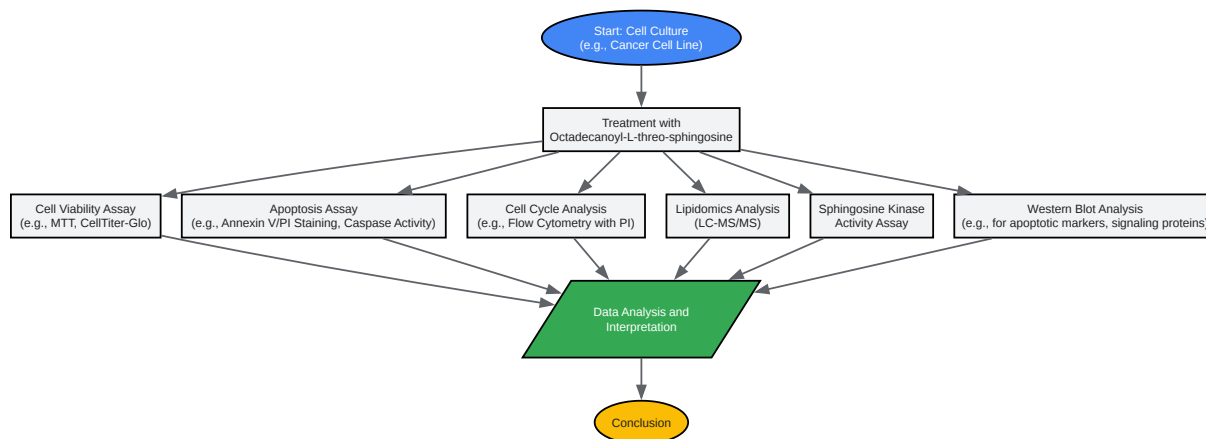 Start: Cell Culture
(e.g., Cancer Cell Line)
Treatment with
Octadecanoyl-L-threo-sphingosine
Cell Viability Assay
(e.g., MTT, CellTiter-Glo)
Apoptosis Assay
(e.g., Annexin V/PI Staining, Caspase Activity)
Cell Cycle Analysis
(e.g., Flow Cytometry with PI)
Lipidomics Analysis
(LC-MS/MS)
Sphingosine Kinase
Activity Assay
Western Blot Analysis
(e.g., for apoptotic markers, signaling proteins)
Data Analysis and
Interpretation
Conclusion